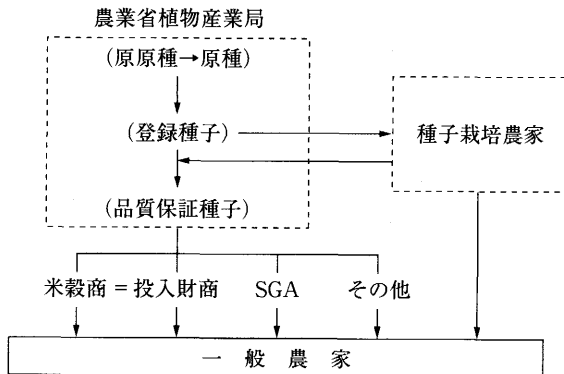 農業省植物産業局
(原原種→原種)
(登録種子)
種子栽培農家
(品質保証種子)
米穀商＝投入財商 SGA その他
一般農家